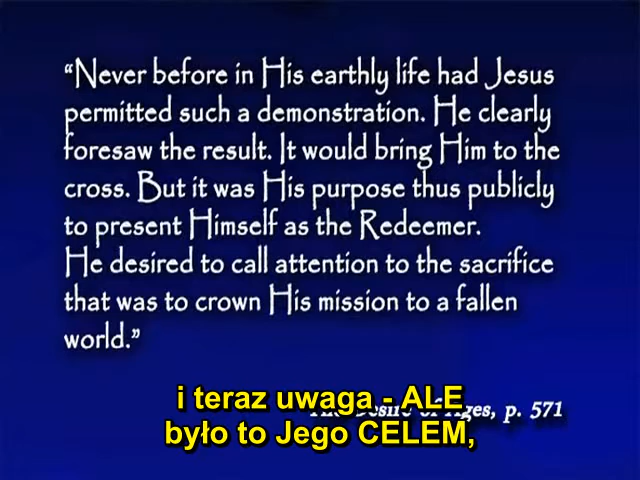 “Never before in His earthly life had Jesus
permitted such a demonstration. He clearly
foresaw the result. It would bring Him to the
cross. But it was His purpose thus publicly
to present Himself as the Redeemer.
He desired to call attention to the sacrifice
that was to crown His mission to a fallen
world.”
The Desire of Ages, p. 571
i teraz uwaga - ALE
było to Jego CELEM,